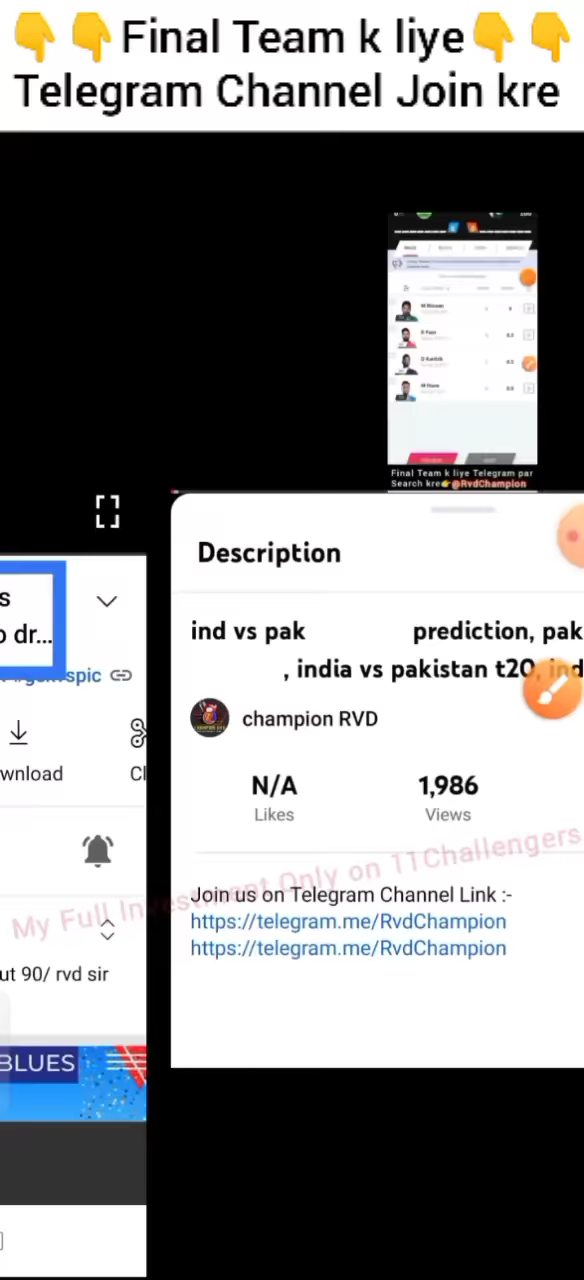 👇👇Final Team k liye👇👇
Telegram Channel Join kre
Final Team k liye Telegram par
Search kre👉@RvdChampion
Description
s
o dr...
ind vs pak prediction, pak
, india vs pakistan t20, ind
champion RVD
wnload
Cl
N/A
1,986
Likes
Views
My Full Investment Only on 11Challengers
Join us on Telegram Channel Link :-
https://telegram.me/RvdChampion
https://telegram.me/RvdChampion
ut 90/ rvd sir
BLUES